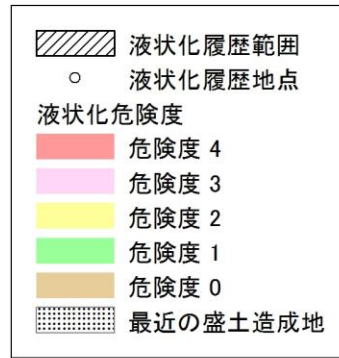 液状化履歴範囲
液状化履歴地点
液状化危険度
危険度 4
危険度 3
危険度 2
危険度 1
危険度 0
最近の盛土造成地